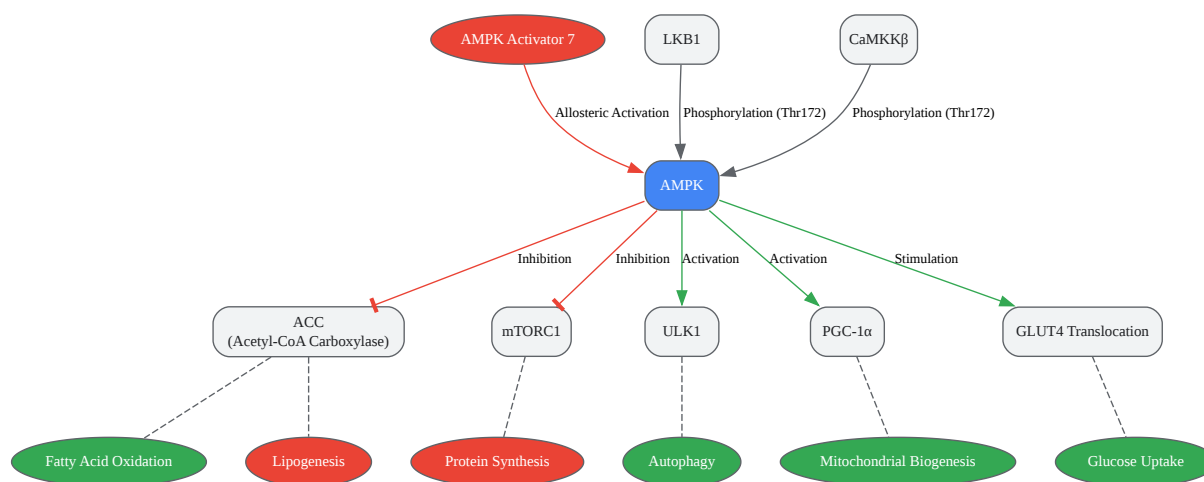 AMPK Activator 7
LKB1
CaMKKβ
Allosteric Activation
Phosphorylation (Thr172)
Phosphorylation (Thr172)
AMPK
Inhibition
Inhibition
Activation
Activation
Stimulation
ACC
(Acetyl-CoA Carboxylase)
mTORC1
ULK1
PGC-1α
GLUT4 Translocation
Fatty Acid Oxidation
Lipogenesis
Protein Synthesis
Autophagy
Mitochondrial Biogenesis
Glucose Uptake